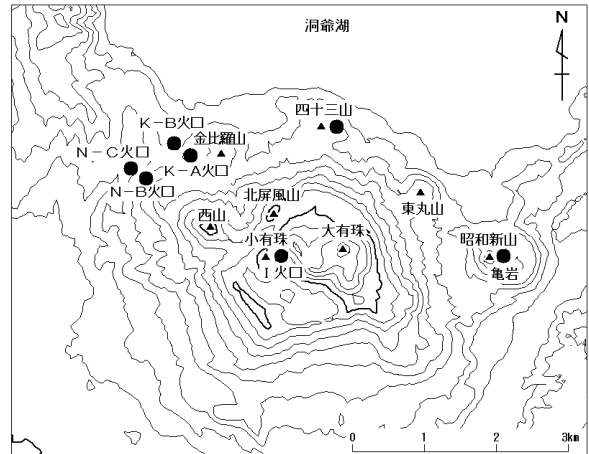 洞爺湖
N
四十三山
K－B火口
金比羅山
N－C火口
K－A火口
N－B火口
東丸山
北屏風山
西山
大有珠
小有珠
昭和新山
I火口
亀岩
0 1 2 3km